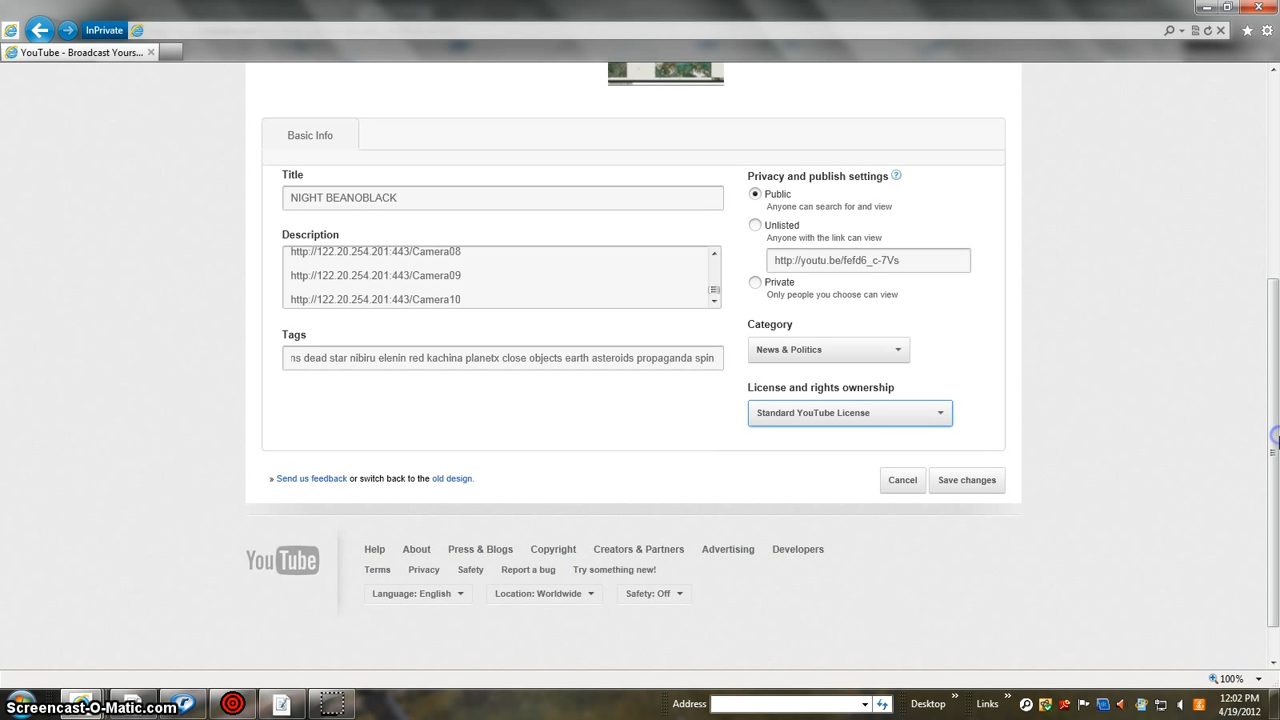 InPrivate
YouTube - Broadcast Yours...
Basic Info
Title
NIGHT BEANOBLACK
Description
http://122.20.254.201:443/Camera08
http://122.20.254.201:443/Camera09
http://122.20.254.201:443/Camera10
Tags
ns dead star nibiru elenin red kachina planetx close objects earth asteroids propaganda spin
Privacy and publish settings ?
Public
Anyone can search for and view
Unlisted
Anyone with the link can view
http://youtu.be/fefd6_c-7Vs
Private
Only people you choose can view
Category
News & Politics
License and rights ownership
Standard YouTube License
» Send us feedback or switch back to the old design.
Cancel
Save changes
YouTube
Help About Press & Blogs Copyright Creators & Partners Advertising Developers
Terms Privacy Safety Report a bug Try something new!
Language: English Location: Worldwide Safety: Off
100%
Screencast-O-Matic.com
Address
Desktop
Links
12:02 PM
4/19/2012